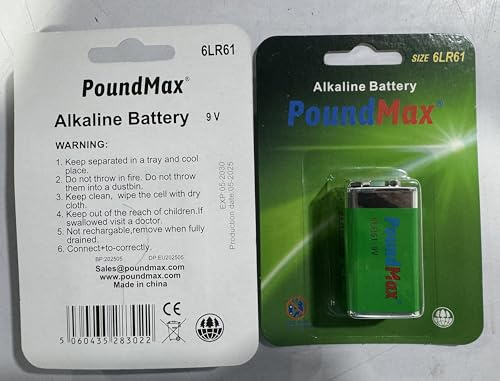 6LR61
PoundMax®
Alkaline Battery 9 V
WARNING:
1. Keep separated in a tray and cool
place.
2. Do not throw in fire. Do not throw
them into a dustbin.
3. Keep clean, wipe the cell with dry
cloth.
4. Keep out of the reach of children.If
swallowed visit a doctor.
5. Not rechargable,remove when fully
drained.
6. Connect+to-correctly.
BP:202505 DP:EU202505
Sales@poundmax.com
www.poundmax.com
Made in china
5 060435 283022
EXP:05-2030
Production date:05-2025
SIZE 6LR61
Alkaline Battery
PoundMax®
6LR61 9V
PoundMax